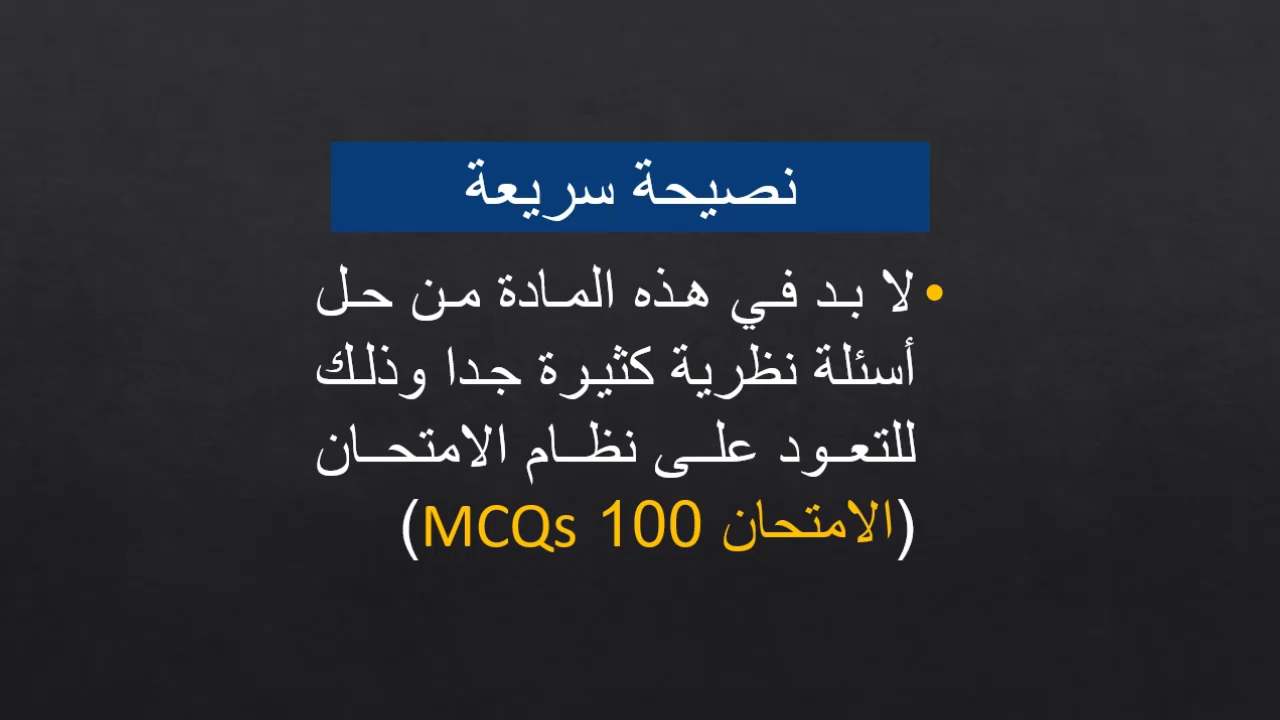 نصيحة سريعة
• لا بد في هذه المادة من حل
أسئلة نظرية كثيرة جدا وذلك
للتعود على نظام الامتحان
(الامتحان 100 MCQs)